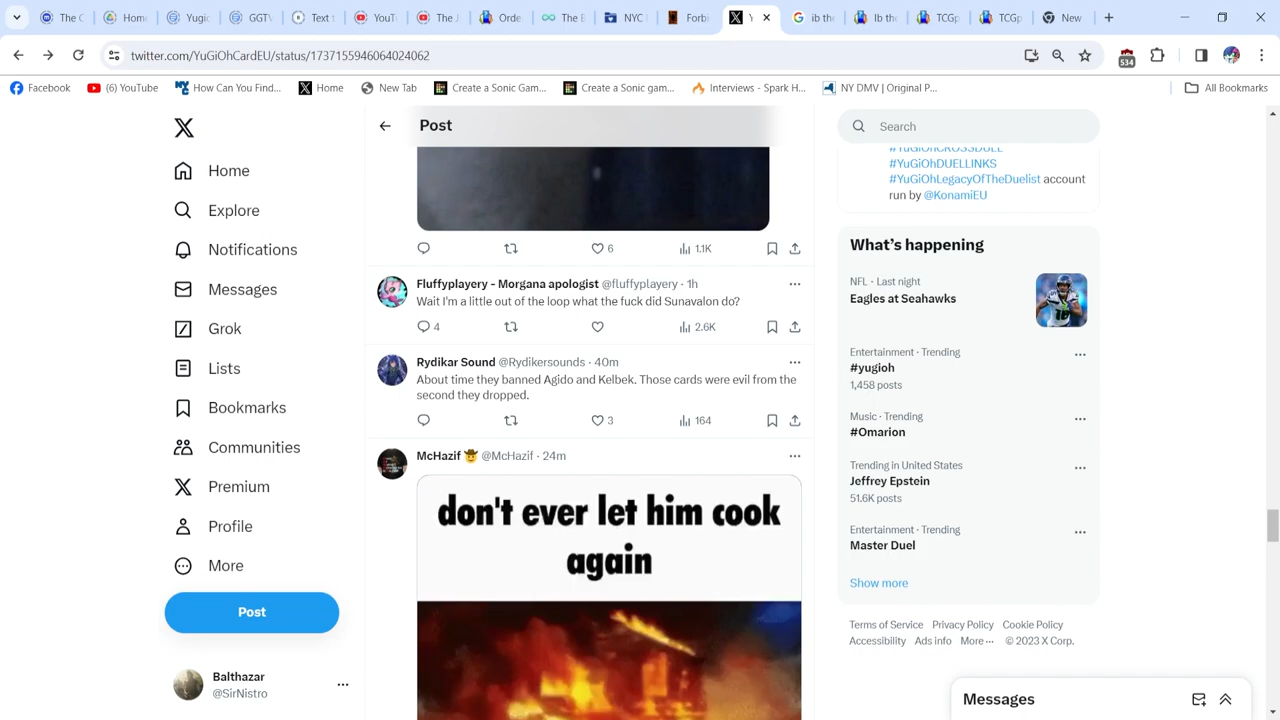 The C
Home
Yugic
GGTV
Text t
YouT
The J
Orde
The B
NYC
Forbi
Y
ib the
Ib the
TCGp
TCGp
New
twitter.com/YuGiOhCardEU/status/1737155946064024062
534
Facebook
(6) YouTube
How Can You Find...
Home
New Tab
Create a Sonic Gam...
Create a Sonic gam...
Interviews - Spark H...
NY DMV | Original P...
All Bookmarks
Home
Explore
Notifications
Messages
Grok
Lists
Bookmarks
Communities
Premium
Profile
More
Post
Balthazar
@SirNistro
Post
6
1.1K
Fluffyplayery - Morgana apologist @fluffyplayery · 1h
Wait I'm a little out of the loop what the fuck did Sunavalon do?
4
2.6K
Rydikar Sound @Rydikersounds · 40m
About time they banned Agido and Kelbek. Those cards were evil from the
second they dropped.
3
164
McHazif 🤠 @McHazif · 24m
don't ever let him cook
again
Search
#YuGiOhCROSSDUEL
#YuGiOhDUELLINKS
#YuGiOhLegacyOfTheDuelist account
run by @KonamiEU
What's happening
NFL · Last night
Eagles at Seahawks
Entertainment · Trending
#yugioh
1,458 posts
Music · Trending
#Omarion
Trending in United States
Jeffrey Epstein
51.6K posts
Entertainment · Trending
Master Duel
Show more
Terms of Service Privacy Policy Cookie Policy
Accessibility Ads info More ··· © 2023 X Corp.
Messages